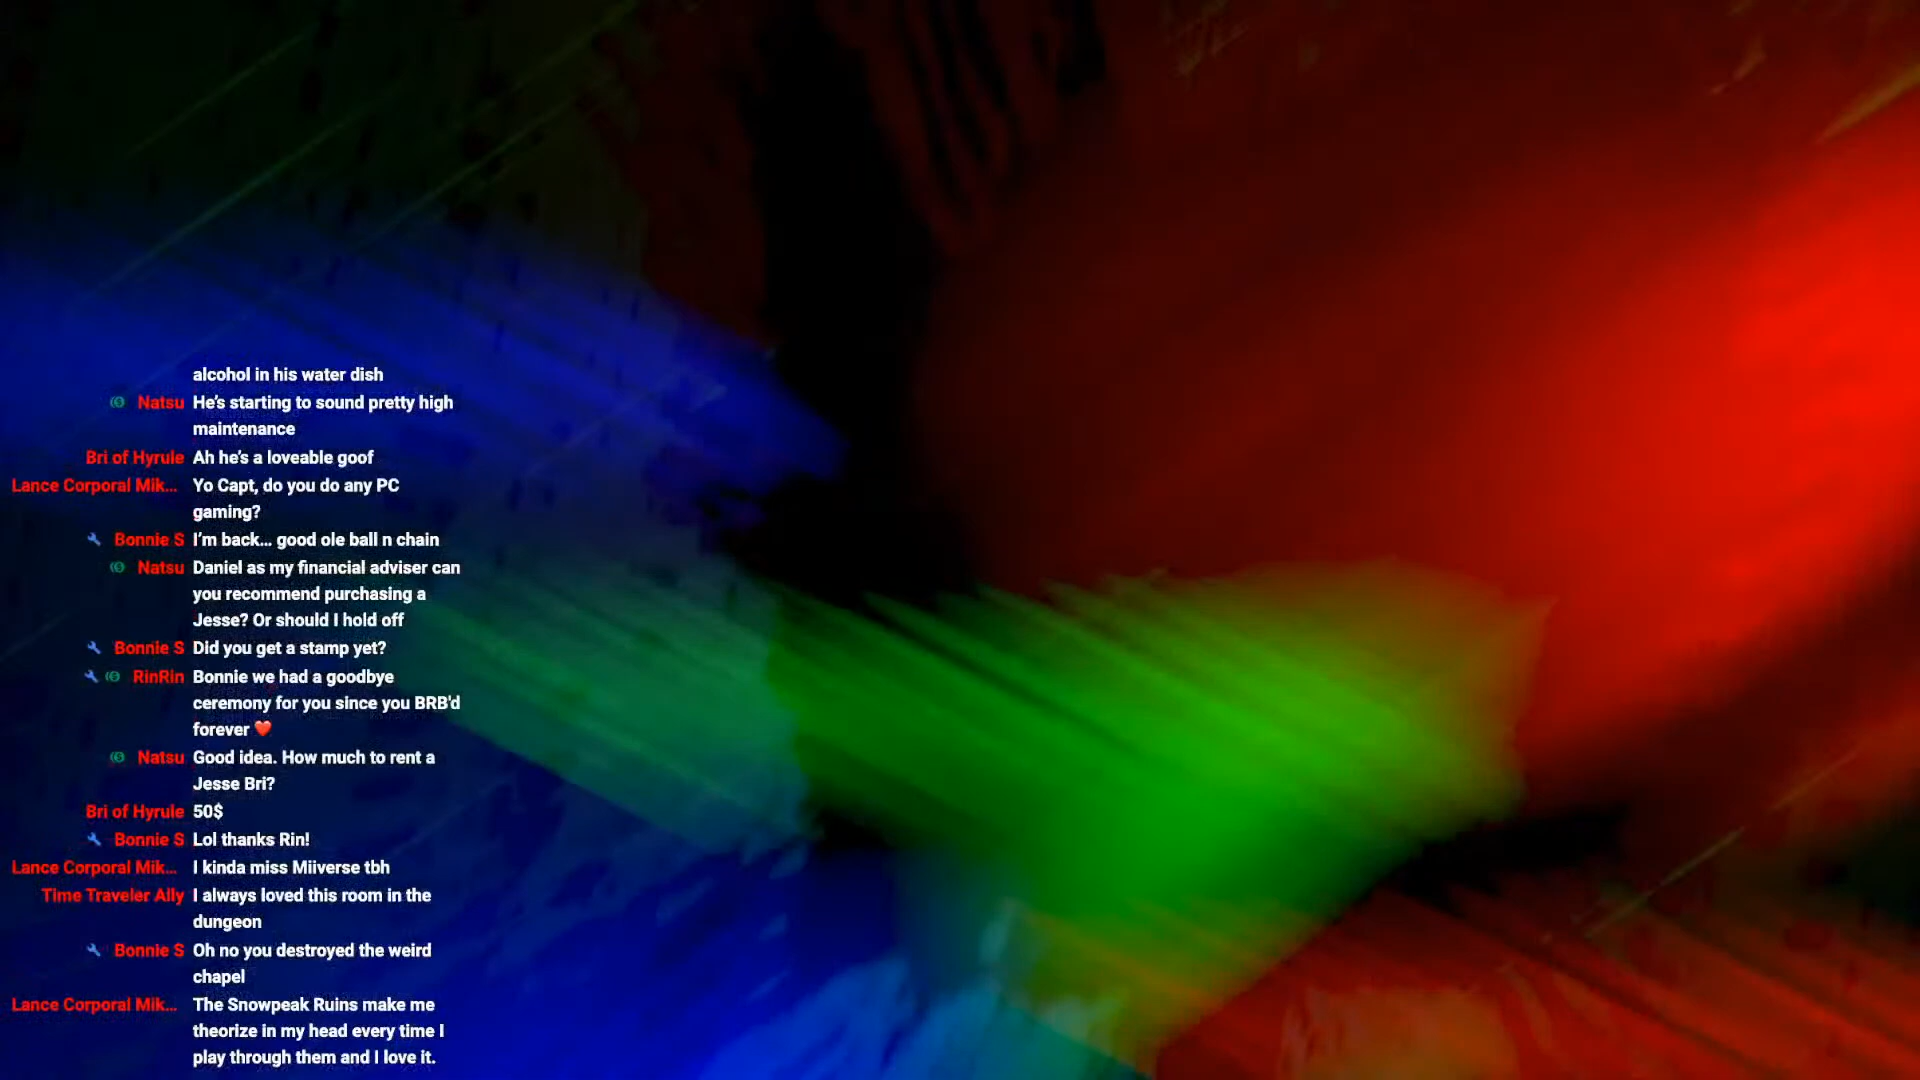 alcohol in his water dish
Natsu He's starting to sound pretty high
maintenance
Bri of Hyrule Ah he's a loveable goof
Lance Corporal Mik... Yo Capt, do you do any PC
gaming?
Bonnie S I'm back... good ole ball n chain
Natsu Daniel as my financial adviser can
you recommend purchasing a
Jesse? Or should I hold off
Bonnie S Did you get a stamp yet?
RinRin Bonnie we had a goodbye
ceremony for you since you BRB'd
forever ❤️
Natsu Good idea. How much to rent a
Jesse Bri?
Bri of Hyrule 50$
Bonnie S Lol thanks Rin!
Lance Corporal Mik... I kinda miss Miiverse tbh
Time Traveler Ally I always loved this room in the
dungeon
Bonnie S Oh no you destroyed the weird
chapel
Lance Corporal Mik... The Snowpeak Ruins make me
theorize in my head every time I
play through them and I love it.